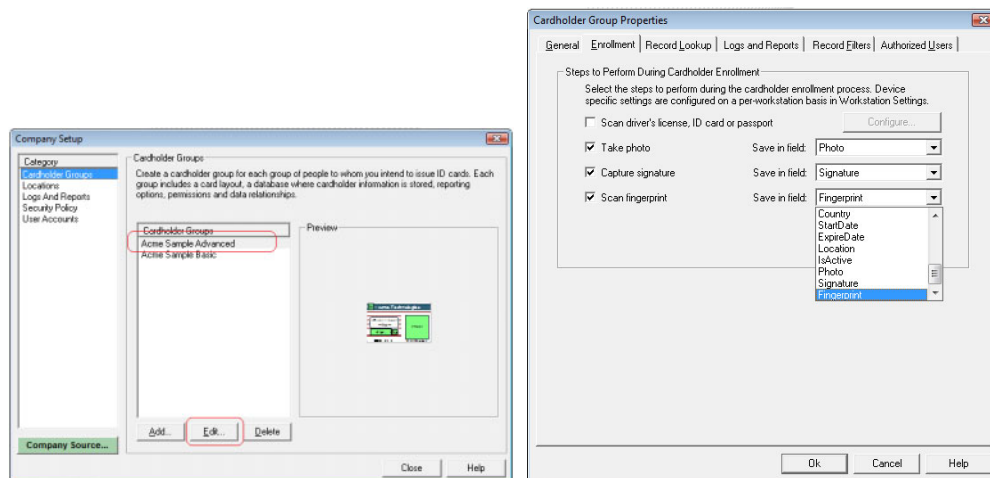 Company Setup
Category
Cardholder Groups
Locations
Logs And Reports
Security Policy
User Accounts
Company Source...
Cardholder Groups
Create a cardholder group for each group of people to whom you intend to issue ID cards. Each
group includes a card layout, a database where cardholder information is stored, reporting
options, permissions and data relationships.
Cardholder Groups
Acme Sample Advanced
Acme Sample Basic
Preview
Add...
Edit...
Delete
Close
Help
Cardholder Group Properties
General
Enrollment
Record Lookup
Logs and Reports
Record Filters
Authorized Users
Steps to Perform During Cardholder Enrollment
Select the steps to perform during the cardholder enrollment process. Device
specific settings are configured on a per-workstation basis in Workstation Settings.
Scan driver's license, ID card or passport
Configure...
Take photo
Save in field:
Photo
Capture signature
Save in field:
Signature
Scan fingerprint
Save in field:
Fingerprint
Country
StartDate
ExpireDate
Location
IsActive
Photo
Signature
Fingerprint
Ok
Cancel
Help